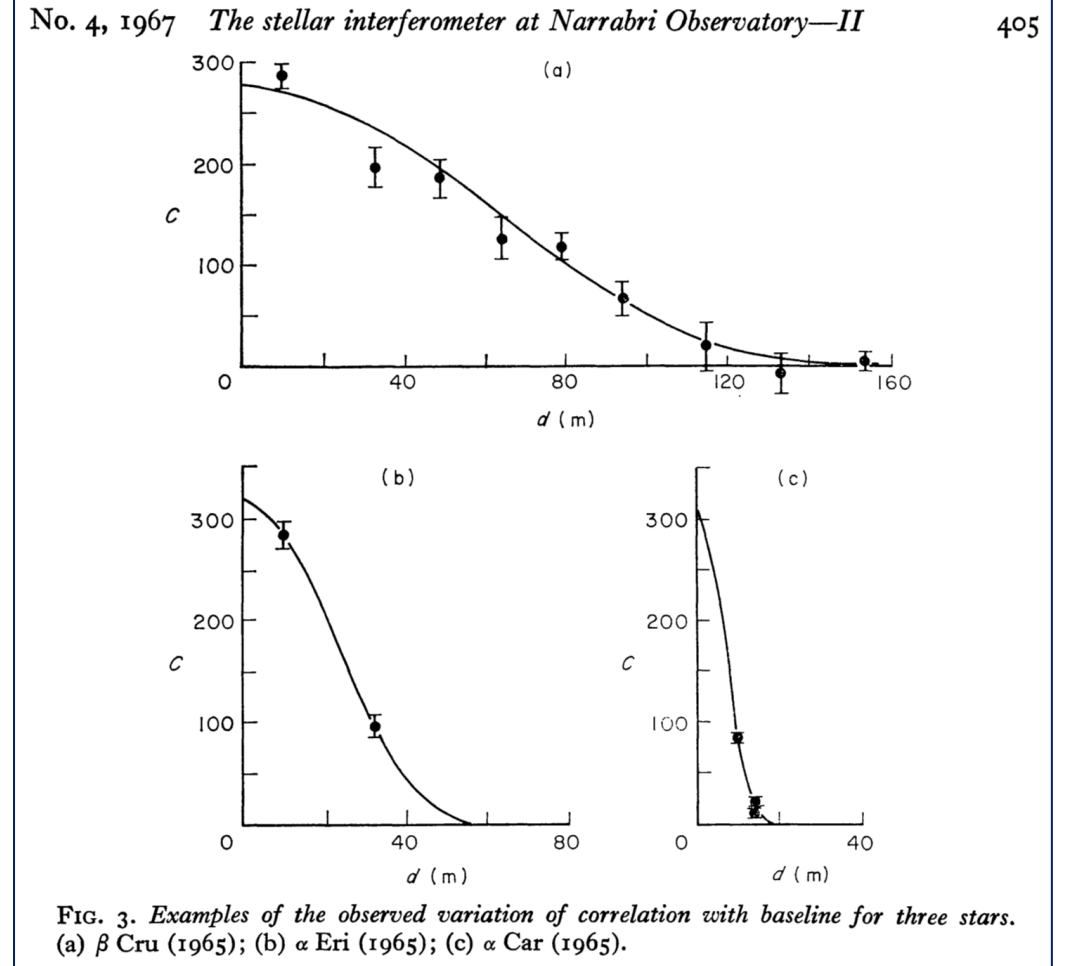 No. 4, 1967 The stellar interferometer at Narrabri Observatory—II 405
(a)
300
200
100
C
0 40 80 120 160
d (m)
(b)
300
200
100
C
0 40 80
d (m)
(c)
300
200
100
C
0 40
d (m)
FIG. 3. Examples of the observed variation of correlation with baseline for three stars.
(a) β Cru (1965); (b) α Eri (1965); (c) α Car (1965).